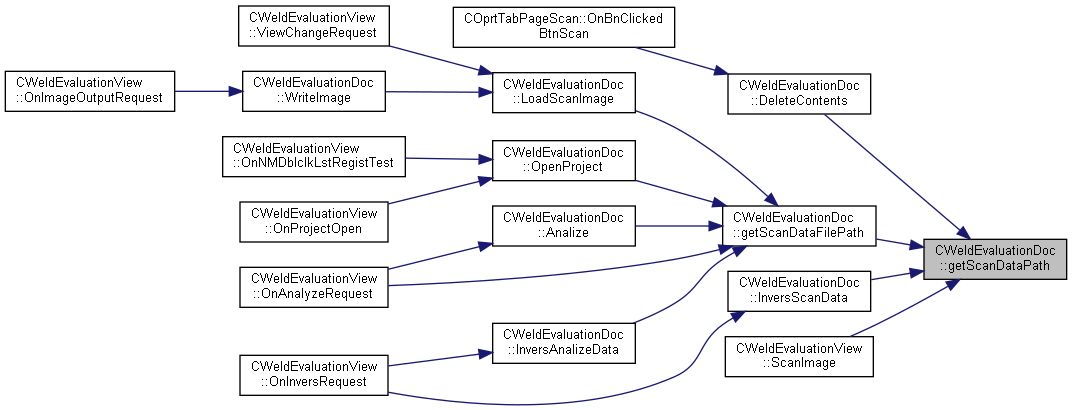 CWeldEvaluationView
::ViewChangeRequest
COprtTabPageScan::OnBnClicked
BtnScan
CWeldEvaluationView
::OnImageOutputRequest
CWeldEvaluationDoc
::WriteImage
CWeldEvaluationDoc
::LoadScanImage
CWeldEvaluationDoc
::DeleteContents
CWeldEvaluationView
::OnNMDblclkLstRegistTest
CWeldEvaluationDoc
::OpenProject
CWeldEvaluationView
::OnProjectOpen
CWeldEvaluationDoc
::Analize
CWeldEvaluationDoc
::getScanDataFilePath
CWeldEvaluationDoc
::getScanDataPath
CWeldEvaluationView
::OnAnalyzeRequest
CWeldEvaluationDoc
::InversScanData
CWeldEvaluationDoc
::InversAnalizeData
CWeldEvaluationView
::ScanImage
CWeldEvaluationView
::OnInversRequest